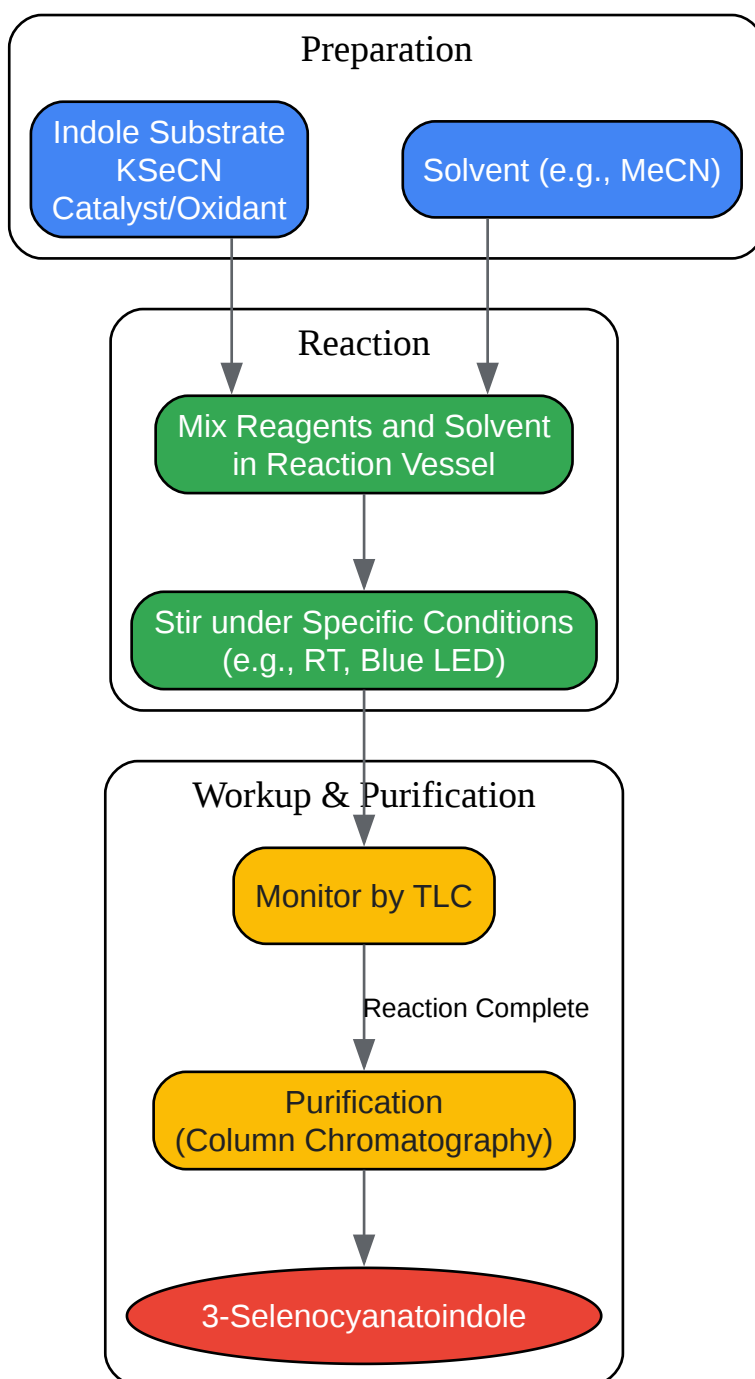 Preparation
Indole Substrate
KSeCN
Catalyst/Oxidant
Solvent (e.g., MeCN)
Reaction
Mix Reagents and Solvent
in Reaction Vessel
Stir under Specific Conditions
(e.g., RT, Blue LED)
Workup & Purification
Monitor by TLC
Reaction Complete
Purification
(Column Chromatography)
3-Selenocyanatoindole